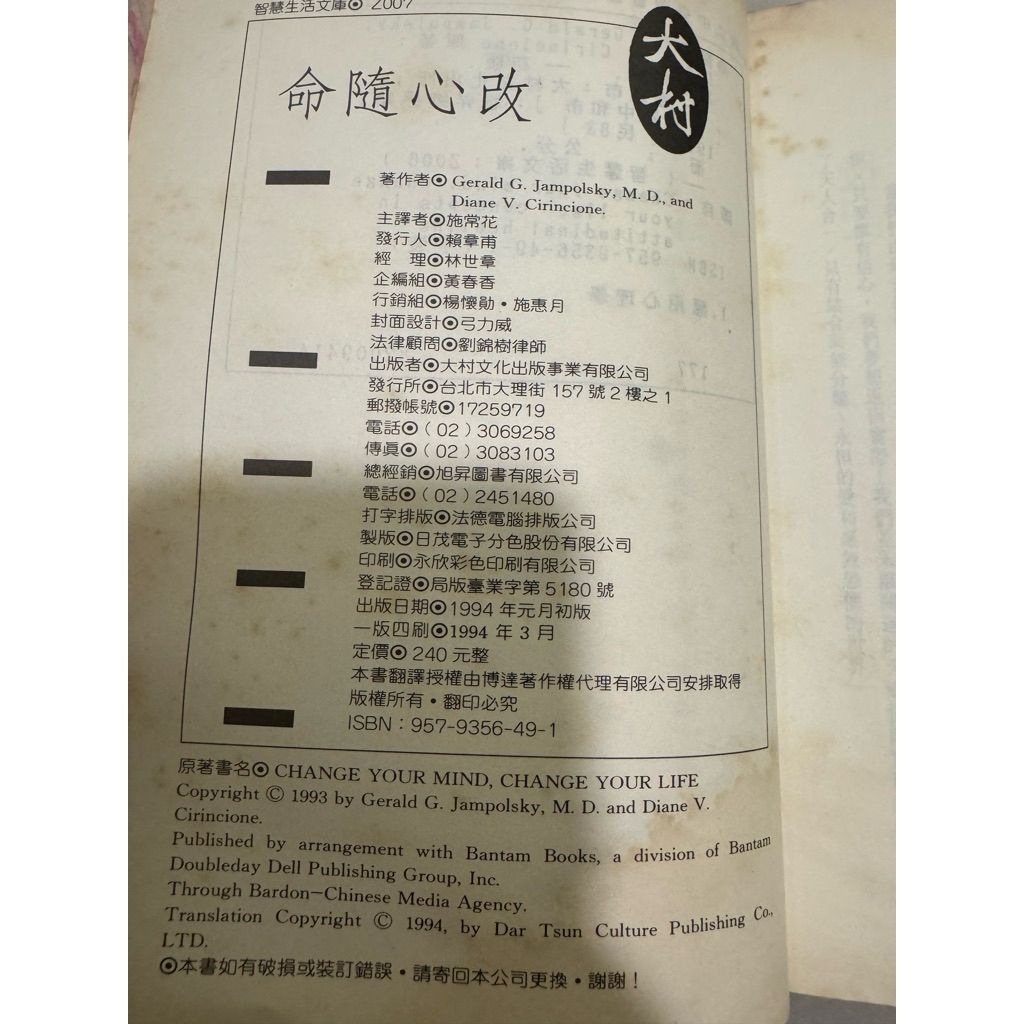 智慧生活文庫◉ Z007
大村
命隨心改
著作者◉ Gerald G. Jampolsky, M. D., and
Diane V. Cirincione.
主譯者◉施常花
發行人◉賴章甫
經　理◉林世章
企編組◉黃春香
行銷組◉楊懷勛・施惠月
封面設計◉弓力威
法律顧問◉劉錦樹律師
出版者◉大村文化出版事業有限公司
發行所◉台北市大理街 157 號 2 樓之 1
郵撥帳號◉17259719
電話◉（02）3069258
傳眞◉（02）3083103
總經銷◉旭昇圖書有限公司
電話◉（02）2451480
打字排版◉法德電腦排版公司
製版◉日茂電子分色股份有限公司
印刷◉永欣彩色印刷有限公司
登記證◉局版臺業字第 5180 號
出版日期◉1994 年元月初版
一版四刷◉1994 年 3 月
定價◉ 240 元整
本書翻譯授權由博達著作權代理有限公司安排取得
版權所有・翻印必究
ISBN：957-9356-49-1
原著書名◉ CHANGE YOUR MIND, CHANGE YOUR LIFE
Copyright © 1993 by Gerald G. Jampolsky, M. D. and Diane V.
Cirincione.
Published by arrangement with Bantam Books, a division of Bantam
Doubleday Dell Publishing Group, Inc.
Through Bardon-Chinese Media Agency.
Translation Copyright © 1994, by Dar Tsun Culture Publishing Co.,
LTD.
◉本書如有破損或裝訂錯誤・請寄回本公司更換・謝謝！